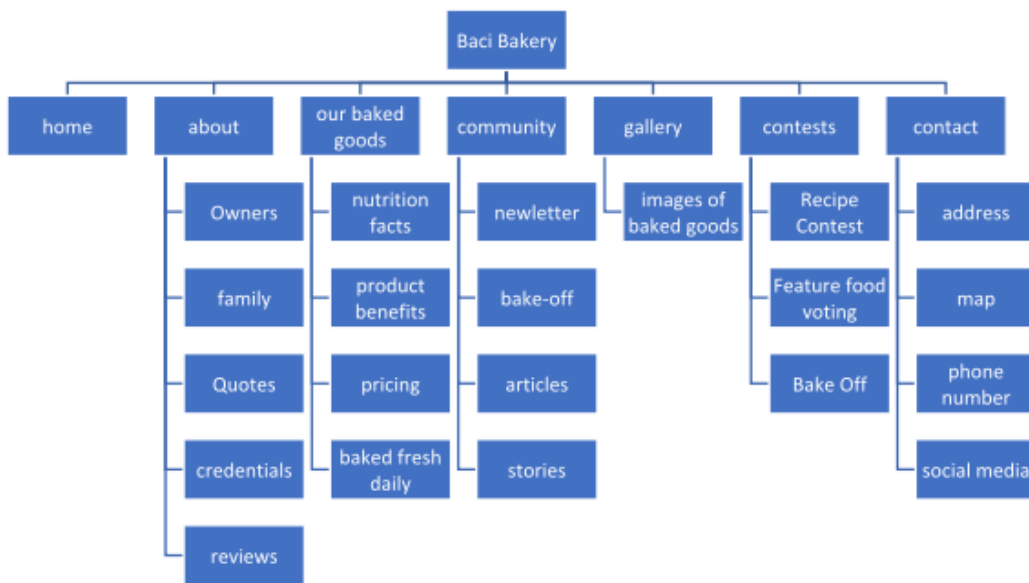 Baci Bakery
home
about
our baked
goods
community
gallery
contests
contact
Owners
family
Quotes
credentials
reviews
nutrition
facts
product
benefits
pricing
baked fresh
daily
newletter
bake-off
articles
stories
images of
baked goods
Recipe
Contest
Feature food
voting
Bake Off
address
map
phone
number
social media